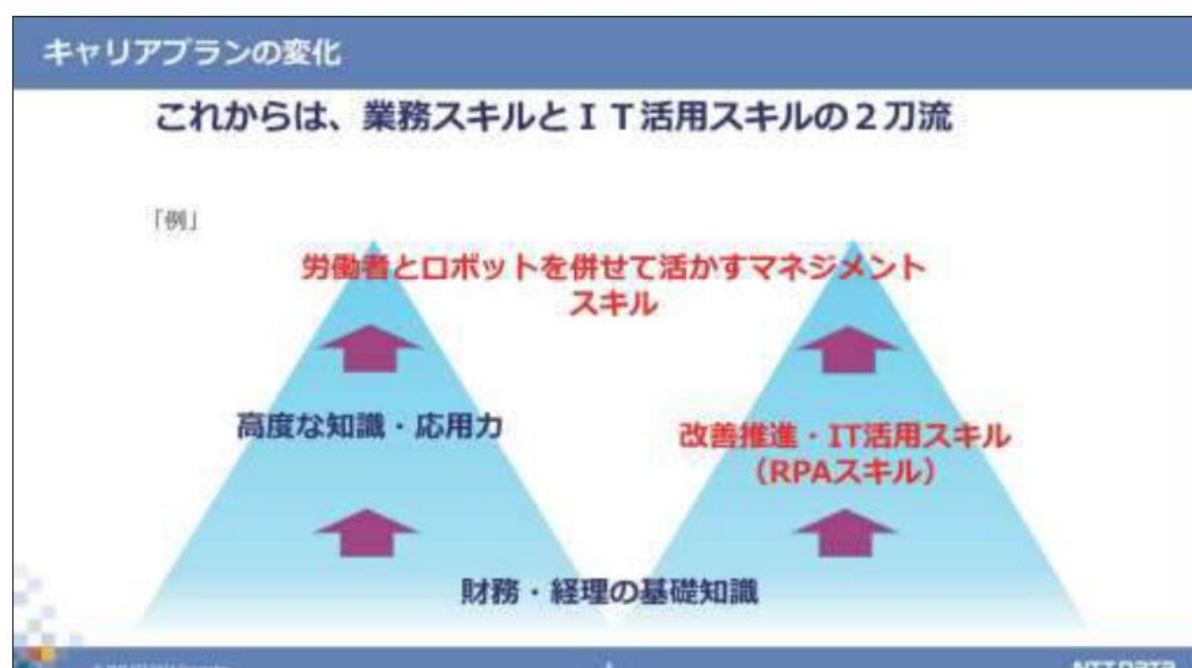 キャリアプランの変化
これからは、業務スキルとＩＴ活用スキルの２刀流
「例」
労働者とロボットを併せて活かすマネジメント
スキル
高度な知識・応用力
改善推進・IT活用スキル
（RPAスキル）
財務・経理の基礎知識
NTT DATA